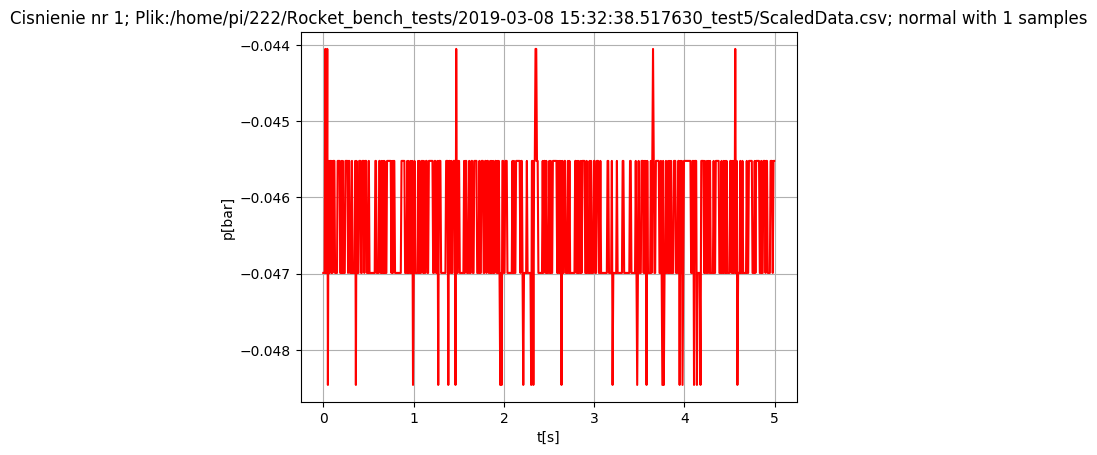 Cisnienie nr 1; Plik:/home/pi/222/Rocket_bench_tests/2019-03-08 15:32:38.517630_test5/ScaledData.csv; normal with 1 samples
−0.044
−0.045
−0.046
−0.047
−0.048
p[bar]
0 1 2 3 4 5
t[s]